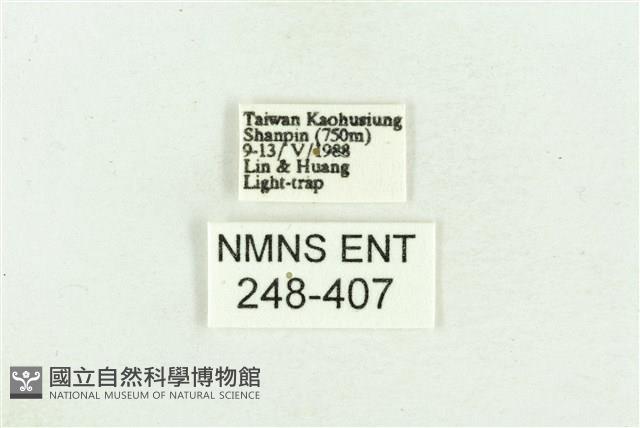 Taiwan Kaohusiung
Shanpin (750m)
9-13/ V/1988
Lin & Huang
Light-trap
NMNS ENT
248-407
國立自然科學博物館
NATIONAL MUSEUM OF NATURAL SCIENCE